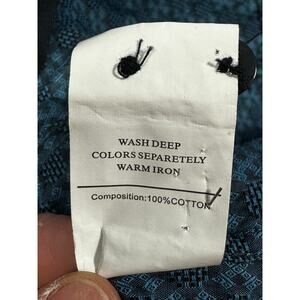 WASH DEEP
COLORS SEPARETELY
WARM IRON
Composition:100%COTTON